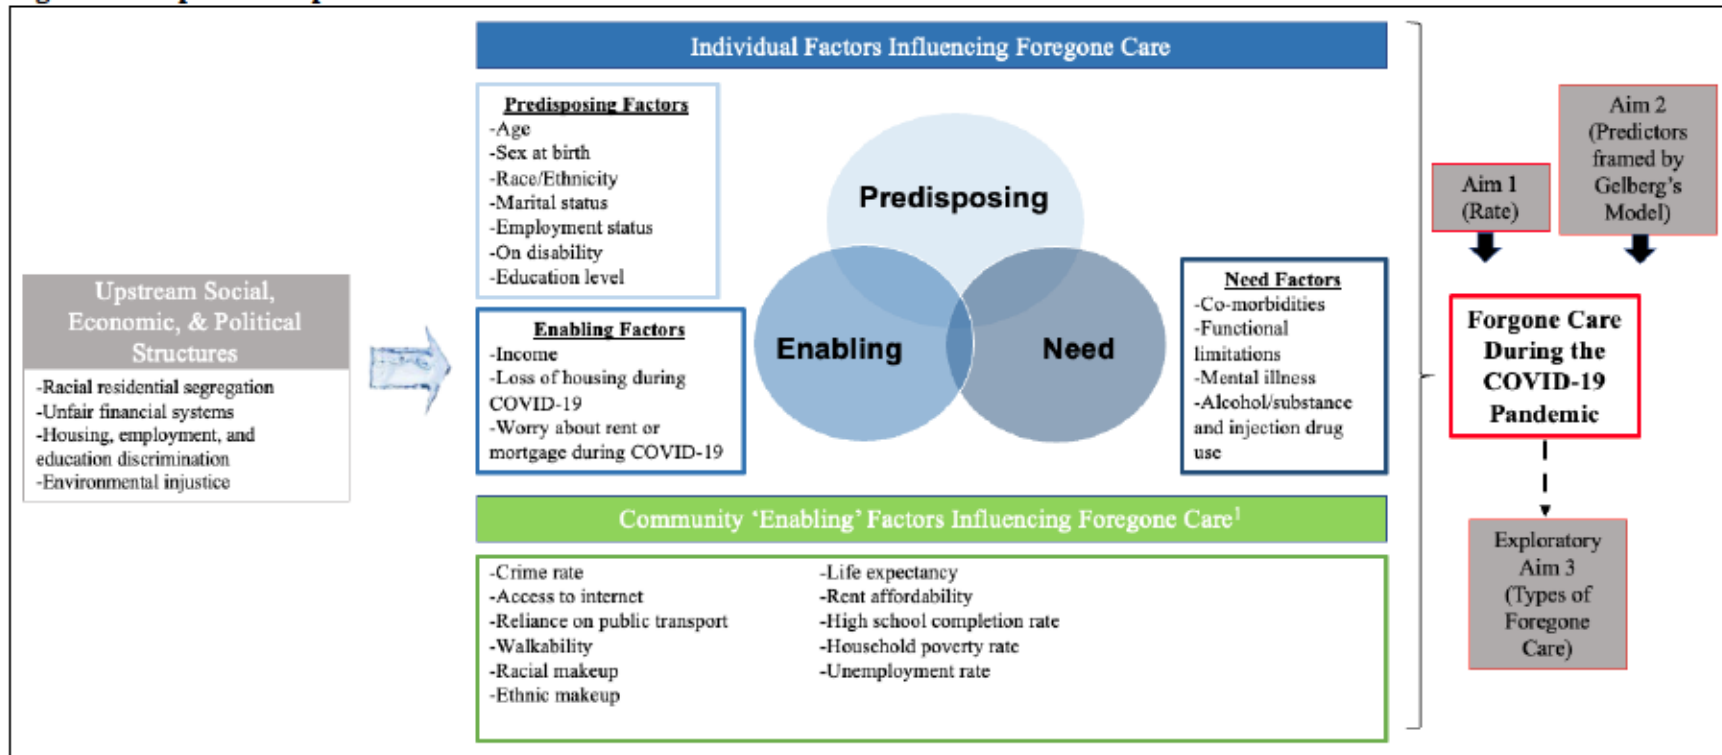 Individual Factors Influencing Foregone Care
Predisposing Factors
-Age
-Sex at birth
-Race/Ethnicity
-Marital status
-Employment status
-On disability
-Education level
Predisposing
Enabling
Need
Upstream Social,
Economic, & Political
Structures
-Racial residential segregation
-Unfair financial systems
-Housing, employment, and
education discrimination
-Environmental injustice
Enabling Factors
-Income
-Loss of housing during
COVID-19
-Worry about rent or
mortgage during COVID-19
Need Factors
-Co-morbidities
-Functional
limitations
-Mental illness
-Alcohol/substance
and injection drug
use
Community ‘Enabling’ Factors Influencing Foregone Care¹
-Crime rate
-Access to internet
-Reliance on public transport
-Walkability
-Racial makeup
-Ethnic makeup
-Life expectancy
-Rent affordability
-High school completion rate
-Household poverty rate
-Unemployment rate
Aim 1
(Rate)
Aim 2
(Predictors
framed by
Gelberg’s
Model)
Forgone Care
During the
COVID-19
Pandemic
Exploratory
Aim 3
(Types of
Foregone
Care)